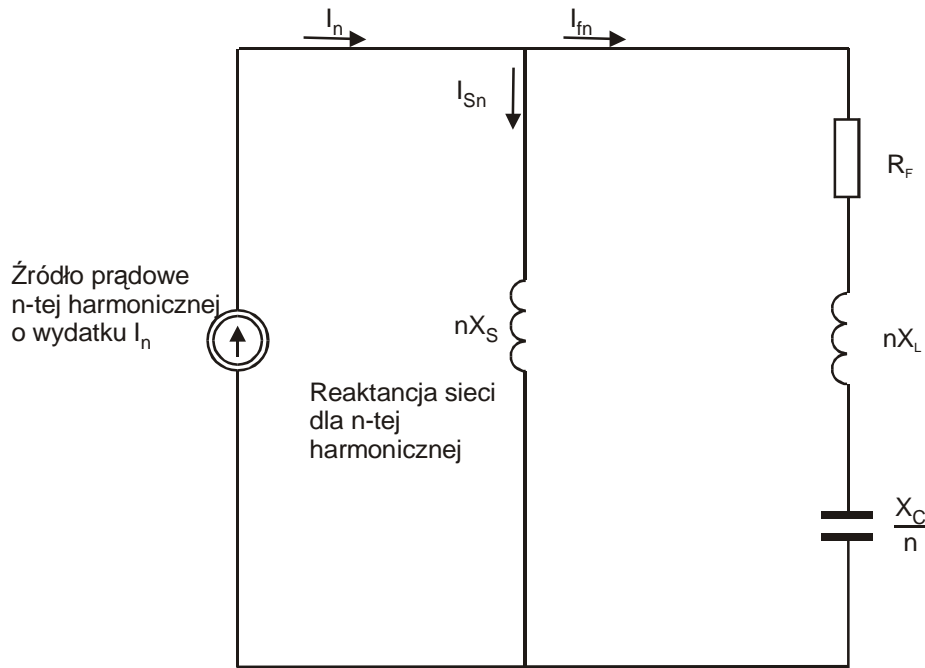 I_n
I_fn
I_Sn
R_F
Źródło prądowe
n-tej harmonicznej
o wydatku I_n
nX_S
nX_L
Reaktancja sieci
dla n-tej
harmonicznej
X_C
n